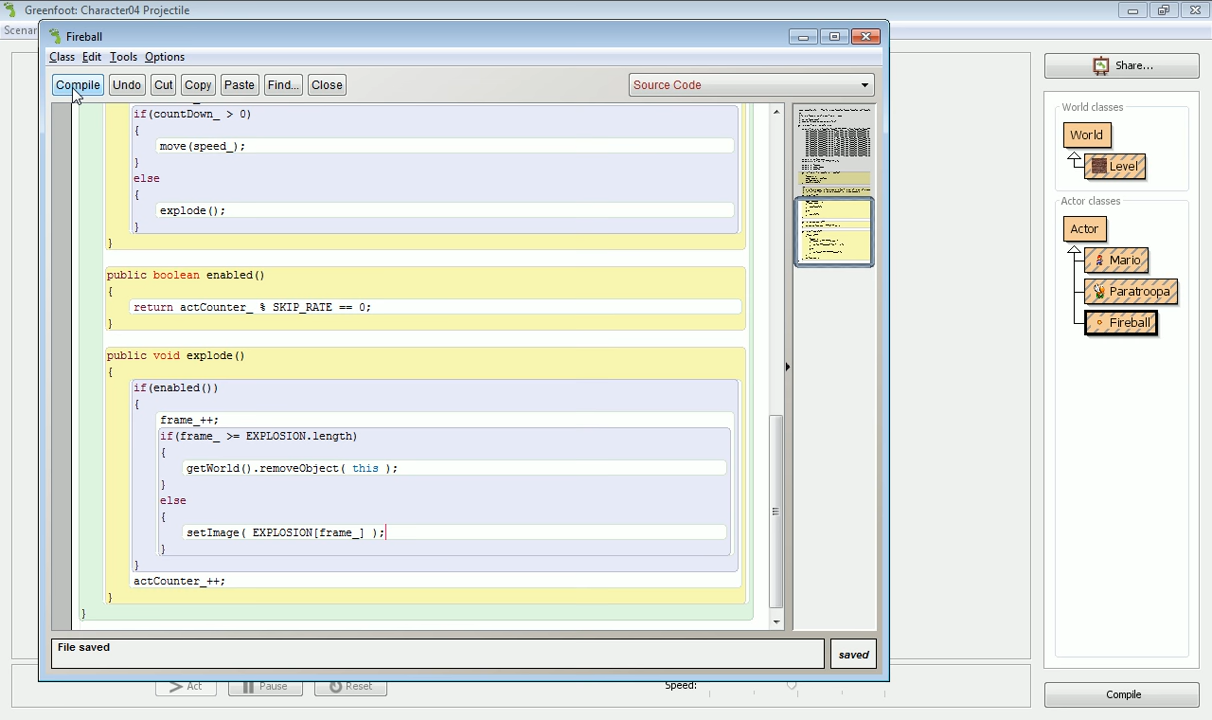 Greenfoot: Character04 Projectile
Scenar
Fireball
Class Edit Tools Options
Compile Undo Cut Copy Paste Find... Close Source Code
if(countDown_ > 0)
{
move(speed_);
}
else
{
explode();
}
}
public boolean enabled()
{
return actCounter_ % SKIP_RATE == 0;
}
public void explode()
{
if(enabled())
{
frame_++;
if(frame_ >= EXPLOSION.length)
{
getWorld().removeObject( this );
}
else
{
setImage( EXPLOSION[frame_] );
}
}
actCounter_++;
}
}
File saved
saved
Act Pause Reset Speed:
Share...
World classes
World
Level
Actor classes
Actor
Mario
Paratroopa
Fireball
Compile